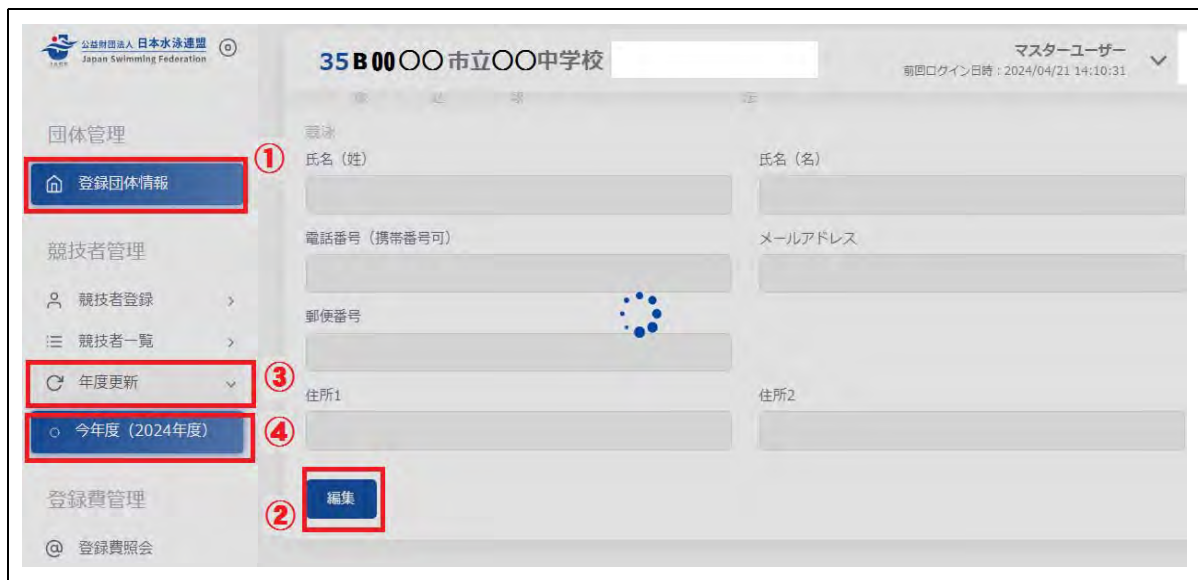 公益財団法人 日本水泳連盟
Japan Swimming Federation
35B00〇〇市立〇〇中学校
マスターユーザー
前回ログイン日時:2024/04/21 14:10:31
団体管理
① 登録団体情報
競技者管理
競技者登録
競技者一覧
③ 年度更新
④ 今年度(2024年度)
登録費管理
@ 登録費照会
競泳
氏名(姓)
氏名(名)
電話番号(携帯番号可)
メールアドレス
郵便番号
住所1
住所2
② 編集